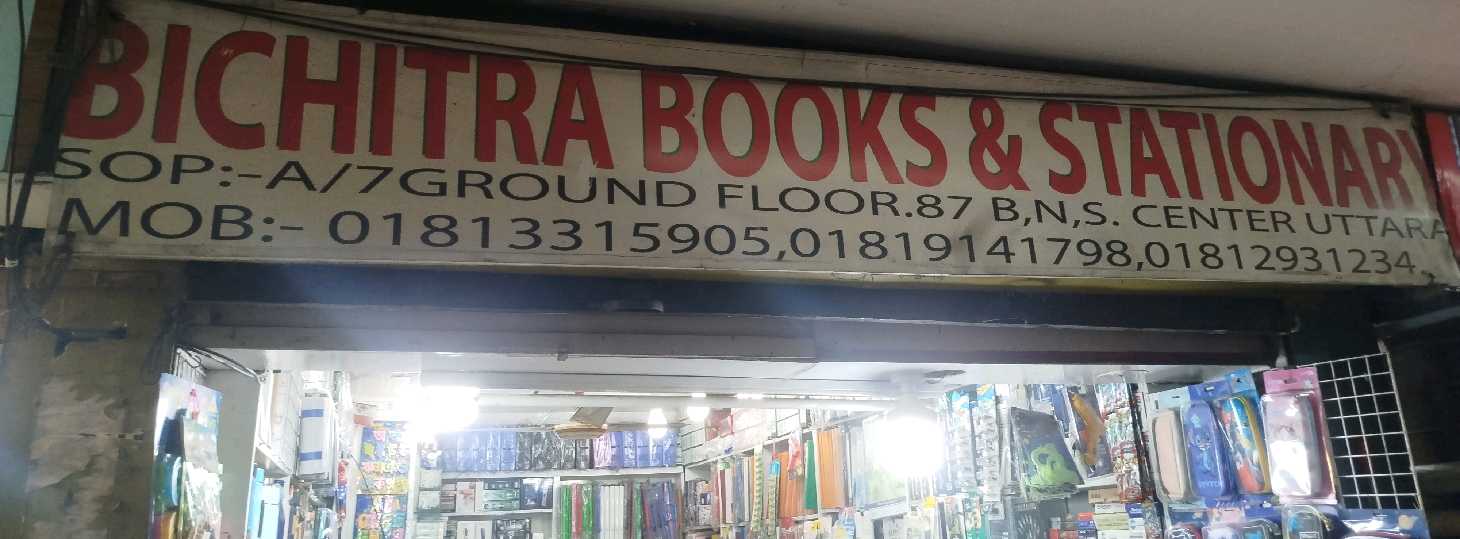 BICHITRA BOOKS & STATIONARY
SOP:-A/7GROUND FLOOR.87 B,N,S. CENTER UTTARA
MOB:- 01813315905,01819141798,01812931234